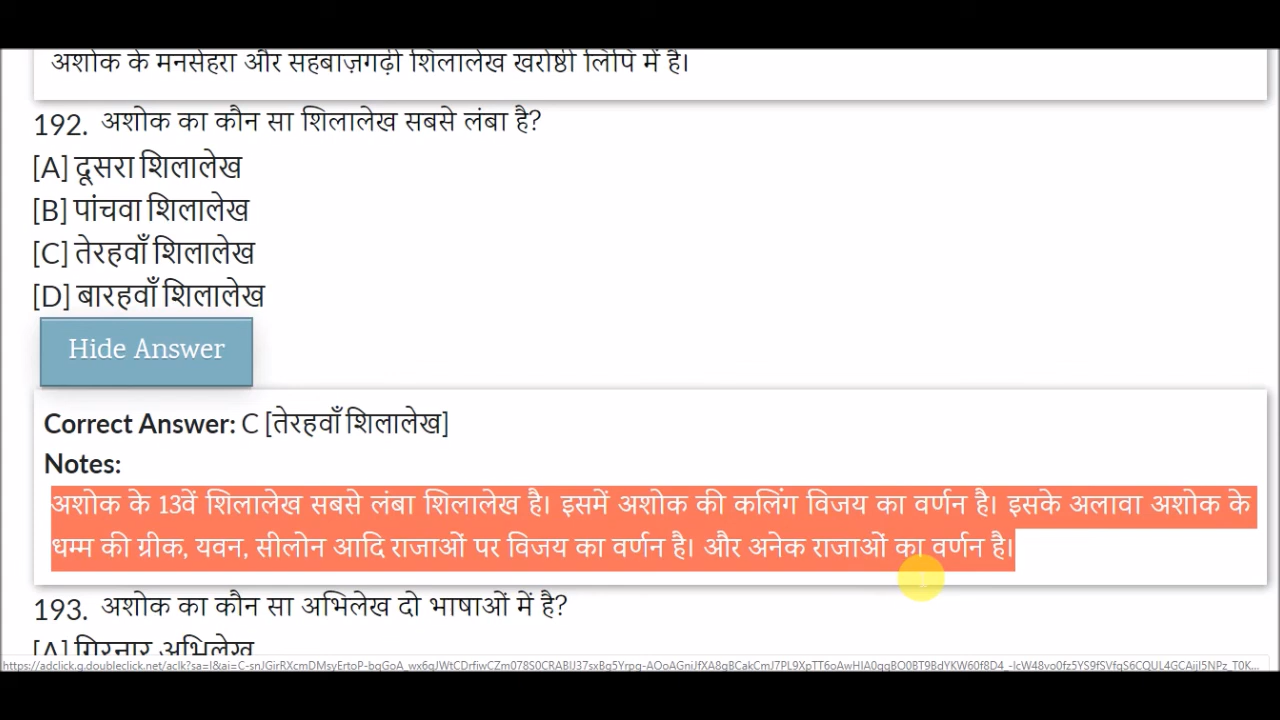 अशोक के मनसेहरा और सहबाज़गढ़ी शिलालेख खरोष्ठी लिपि में है।
192. अशोक का कौन सा शिलालेख सबसे लंबा है?
[A] दूसरा शिलालेख
[B] पांचवा शिलालेख
[C] तेरहवाँ शिलालेख
[D] बारहवाँ शिलालेख
Hide Answer
Correct Answer: C [तेरहवाँ शिलालेख]
Notes:
अशोक के 13वें शिलालेख सबसे लंबा शिलालेख है। इसमें अशोक की कलिंग विजय का वर्णन है। इसके अलावा अशोक के
धम्म की ग्रीक, यवन, सीलोन आदि राजाओं पर विजय का वर्णन है। और अनेक राजाओं का वर्णन है।
193. अशोक का कौन सा अभिलेख दो भाषाओं में है?
[A] गिरनार अभिलेख